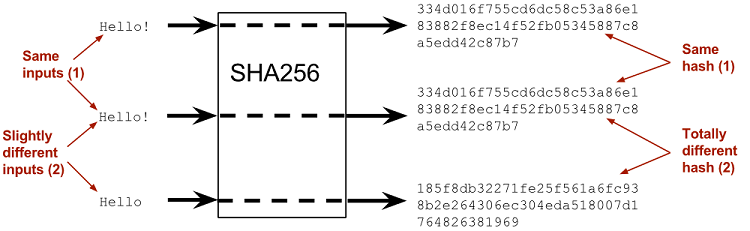 Hello!
334d016f755cd6dc58c53a86e1
83882f8ec14f52fb05345887c8
a5edd42c87b7
Same
inputs (1)
SHA256
Same
hash (1)
Hello!
334d016f755cd6dc58c53a86e1
83882f8ec14f52fb05345887c8
a5edd42c87b7
Slightly
different
inputs (2)
Totally
different
hash (2)
Hello
185f8db32271fe25f561a6fc93
8b2e264306ec304eda518007d1
764826381969